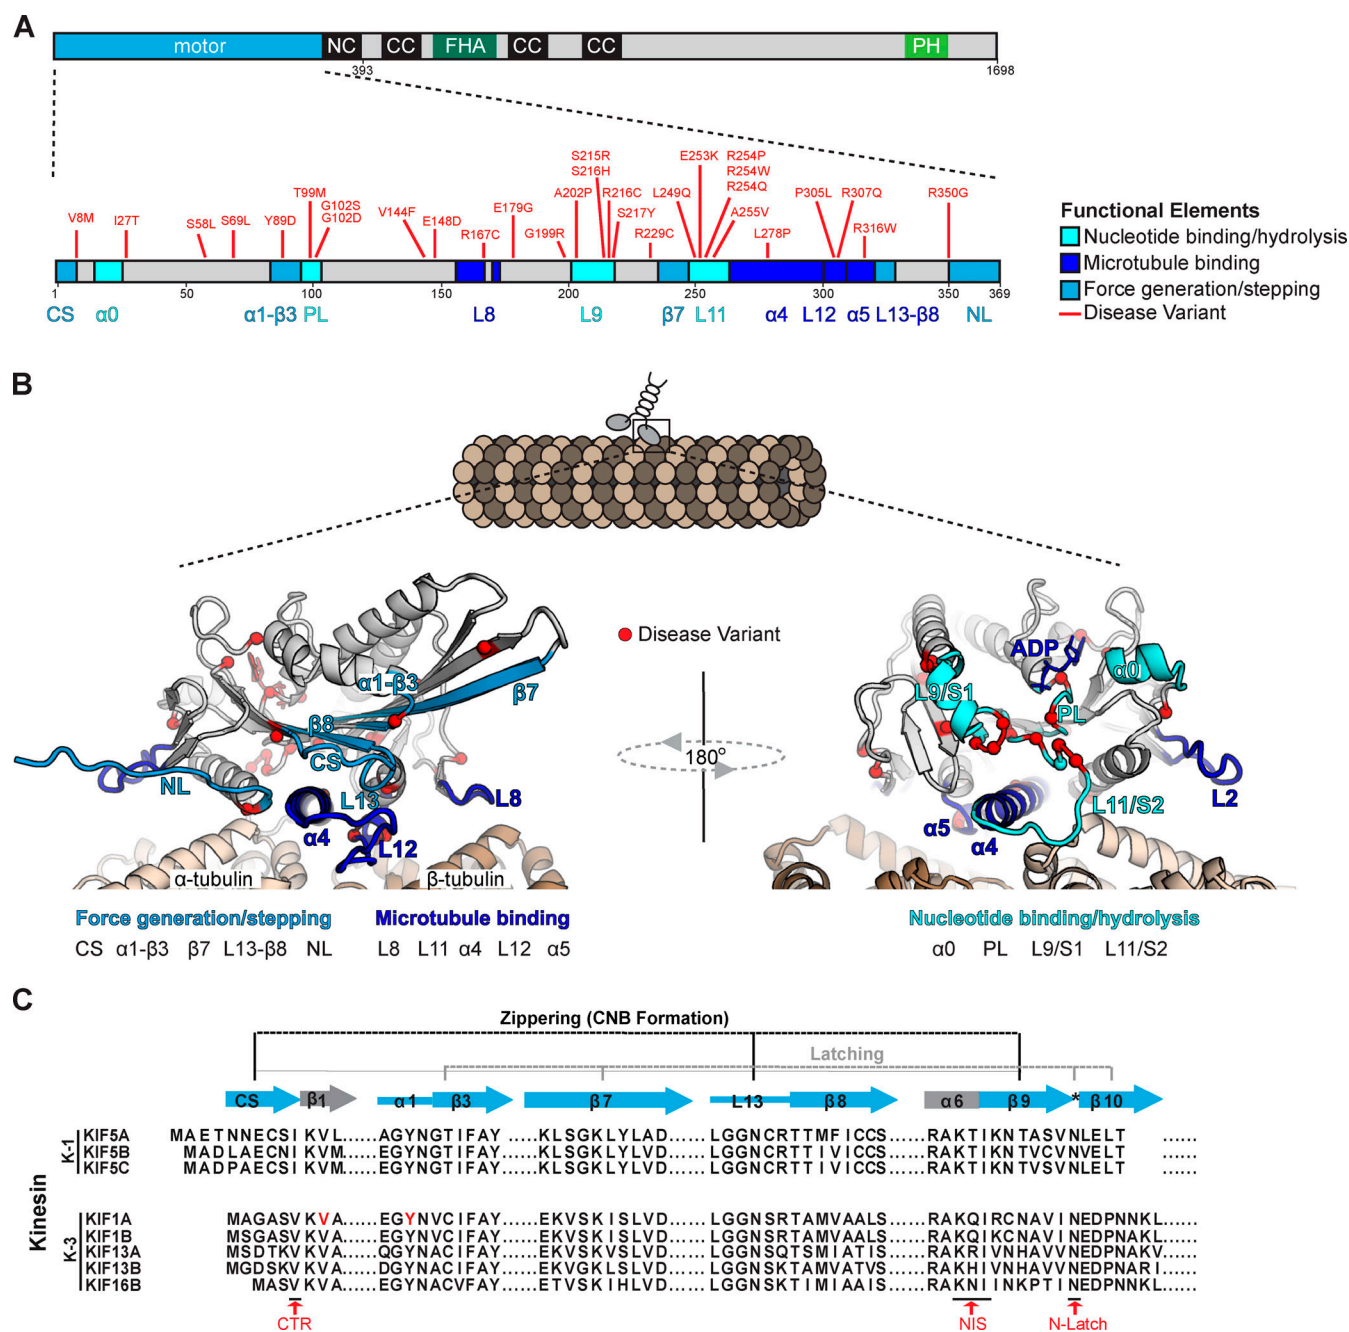 A
motor NC CC FHA CC CC PH
393 1698
S215R E253K R254P
S216H R254W
T99M A202P R216C L249Q R254Q P305L R307Q R350G
G102S
V8M I27T S58L S69L Y89D G102D V144F E148D E179G S217Y A255V
R167C G199R R229C L278P R316W
1 50 100 150 200 250 300 350 369
CS α0 α1-β3 PL L8 L9 β7 L11 α4 L12 α5 L13-β8 NL
Functional Elements
Nucleotide binding/hydrolysis
Microtubule binding
Force generation/stepping
Disease Variant
B
Disease Variant
180°
α1-β3
β7
β8
CS
NL
L13
L8
α4
L12
α-tubulin β-tubulin
ADP
α0
L9/S1
PL
L2
L11/S2
α5
α4
Force generation/stepping Microtubule binding Nucleotide binding/hydrolysis
CS α1-β3 β7 L13-β8 NL L8 L11 α4 L12 α5 α0 PL L9/S1 L11/S2
C
Zippering (CNB Formation)
Latching
CS β1 α1 β3 β7 L13 β8 α6 β9 * β10
Kinesin
K-1
KIF5A MAETNNECSIKVL......AGYNGTIFAY ......KLSGKLYLAD......LGGNCRTTMFICCS......RAKTIKNTASVNLELT ......
KIF5B MADLAECNIKVM......EGYNGTIFAY......KLSGKLYLVD......LGGNCRTTIVICCS......RAKTIKNTVCVNVELT ......
KIF5C MADPAECSIKVM......EGYNGTIFAY......KLSGKLYLVD......LGGNCRTTIVICCS......RAKTIKNTVSVNLELT ......
K-3
KIF1A MAGASVKVA......EGYNVCIFAY......EKVSKISLVD......LGGNSRTAMVAALS......RAKQIRCNAVINEDPNNKL......
KIF1B MSGASVKVA......EGYNVCIFAY......EKVSKISLVD......LGGNSRTAMVAALS......RAKQIKCNAVINEDPNAKL......
KIF13A MSDTKVKVA......QGYNACIFAY......EKVSKVSLVD......LGGNSQTSMIATIS......RAKRIVNHAVVNEDPNAKV......
KIF13B MGDSKVKVA......DGYNACIFAY......EKVSKLSLVD......LGGNSKTAMVATVS......RAKHIVNHAVVNEDPNARI......
KIF16B MASVKVA......EGYNACVFAY......ETVSKIHLVD......LGGNSKTIMIAAIS......RAKNIINKPTINEDPNNKL......
CTR NIS N-Latch